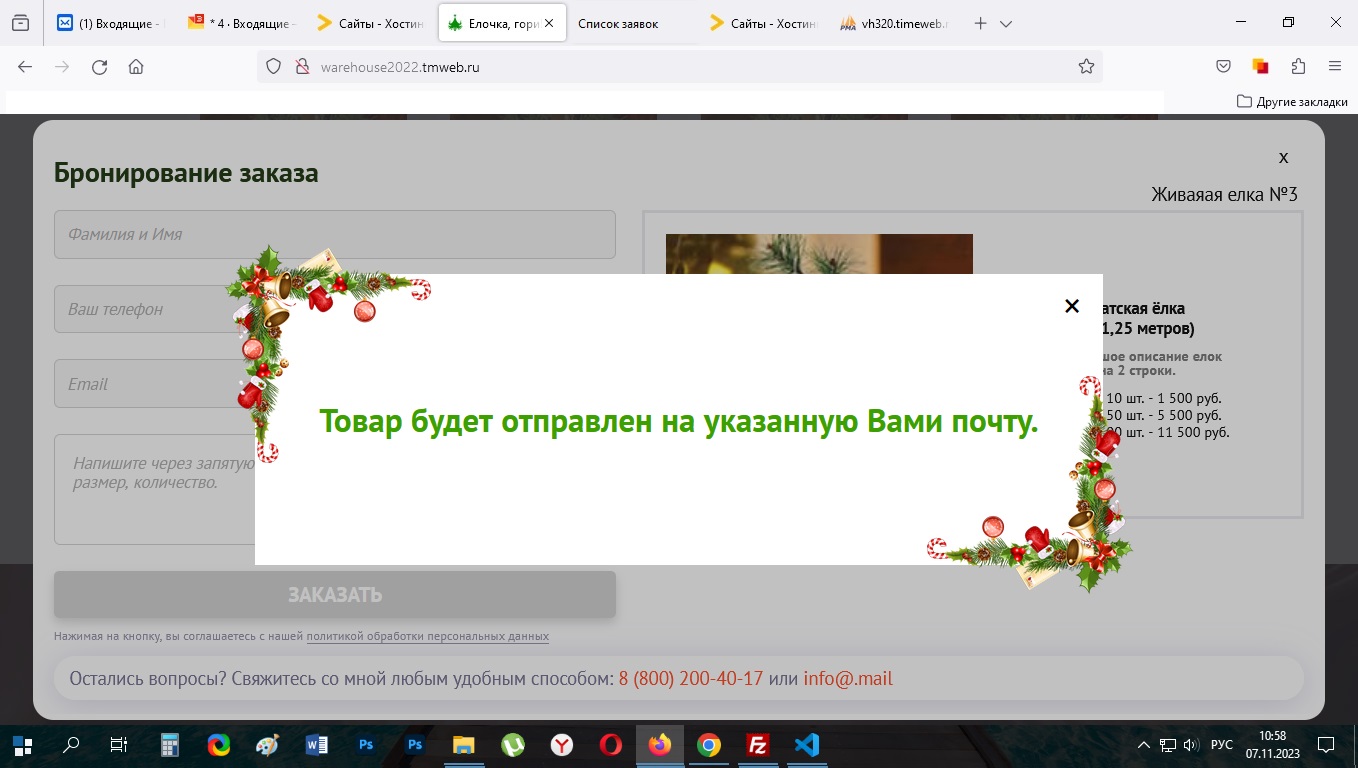 (1) Входящие -
* 4 · Входящие -
Сайты - Хостин
Елочка, гори
Список заявок
Сайты - Хостин
PMA
vh320.timeweb.r
warehouse2022.tmweb.ru
Другие закладки
Бронирование заказа
x
Живаяая елка №3
Фамилия и Имя
Ваш телефон
Email
Напишите через запятую
размер, количество.
Товар будет отправлен на указанную Вами почту.
атская ёлка
1,25 метров)
шое описание елок
на 2 строки.
10 шт. - 1 500 руб.
50 шт. - 5 500 руб.
00 шт. - 11 500 руб.
ЗАКАЗАТЬ
Нажимая на кнопку, вы соглашаетесь с нашей политикой обработки персональных данных
Остались вопросы? Свяжитесь со мной любым удобным способом: 8 (800) 200-40-17 или info@.mail
Ps
Ps
РУС
10:58
07.11.2023